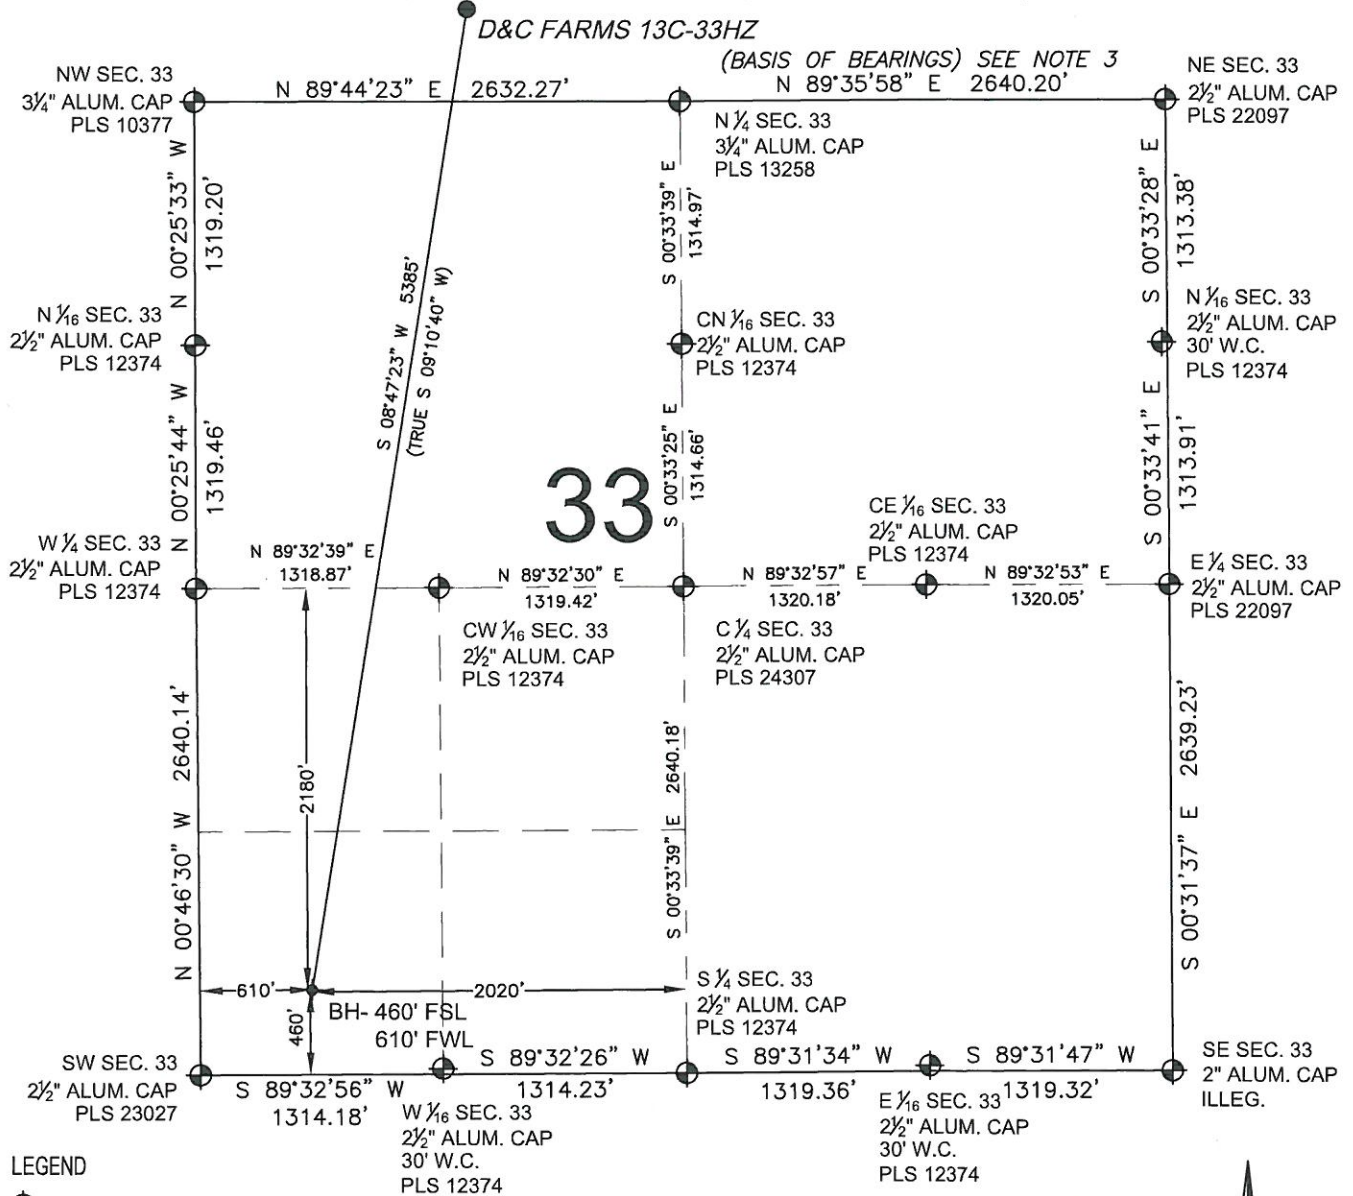 D&C FARMS 13C-33HZ
(BASIS OF BEARINGS) SEE NOTE 3
NW SEC. 33
3¼" ALUM. CAP
PLS 10377
N 89°44'23" E 2632.27'
N 89°35'58" E 2640.20'
NE SEC. 33
2½" ALUM. CAP
PLS 22097
N ¼ SEC. 33
3¼" ALUM. CAP
PLS 13258
N 00°25'33" W
1319.20'
S 00°33'39" E
1314.97'
S 00°33'28" E
1313.38'
S 08°47'23" W 5385'
(TRUE S 09°10'40" W)
N 1⁄16 SEC. 33
2½" ALUM. CAP
PLS 12374
CN 1⁄16 SEC. 33
2½" ALUM. CAP
PLS 12374
N 1⁄16 SEC. 33
2½" ALUM. CAP
30' W.C.
PLS 12374
N 00°25'44" W
1319.46'
33
S 00°33'25" E
1314.66'
S 00°33'41" E
1313.91'
CE 1⁄16 SEC. 33
2½" ALUM. CAP
PLS 12374
W ¼ SEC. 33
2½" ALUM. CAP
PLS 12374
N 89°32'39" E
1318.87'
N 89°32'30" E
1319.42'
N 89°32'57" E
1320.18'
N 89°32'53" E
1320.05'
E ¼ SEC. 33
2½" ALUM. CAP
PLS 22097
CW 1⁄16 SEC. 33
2½" ALUM. CAP
PLS 12374
C ¼ SEC. 33
2½" ALUM. CAP
PLS 24307
N 00°46'30" W 2640.14'
2180'
S 00°33'39" E 2640.18'
S 00°31'37" E 2639.23'
610'
2020'
460'
BH- 460' FSL
610' FWL
S ¼ SEC. 33
2½" ALUM. CAP
PLS 12374
SW SEC. 33
2½" ALUM. CAP
PLS 23027
S 89°32'56" W
1314.18'
S 89°32'26" W
1314.23'
S 89°31'34" W
1319.36'
S 89°31'47" W
1319.32'
SE SEC. 33
2" ALUM. CAP
ILLEG.
W 1⁄16 SEC. 33
2½" ALUM. CAP
30' W.C.
PLS 12374
E 1⁄16 SEC. 33
2½" ALUM. CAP
30' W.C.
PLS 12374
LEGEND